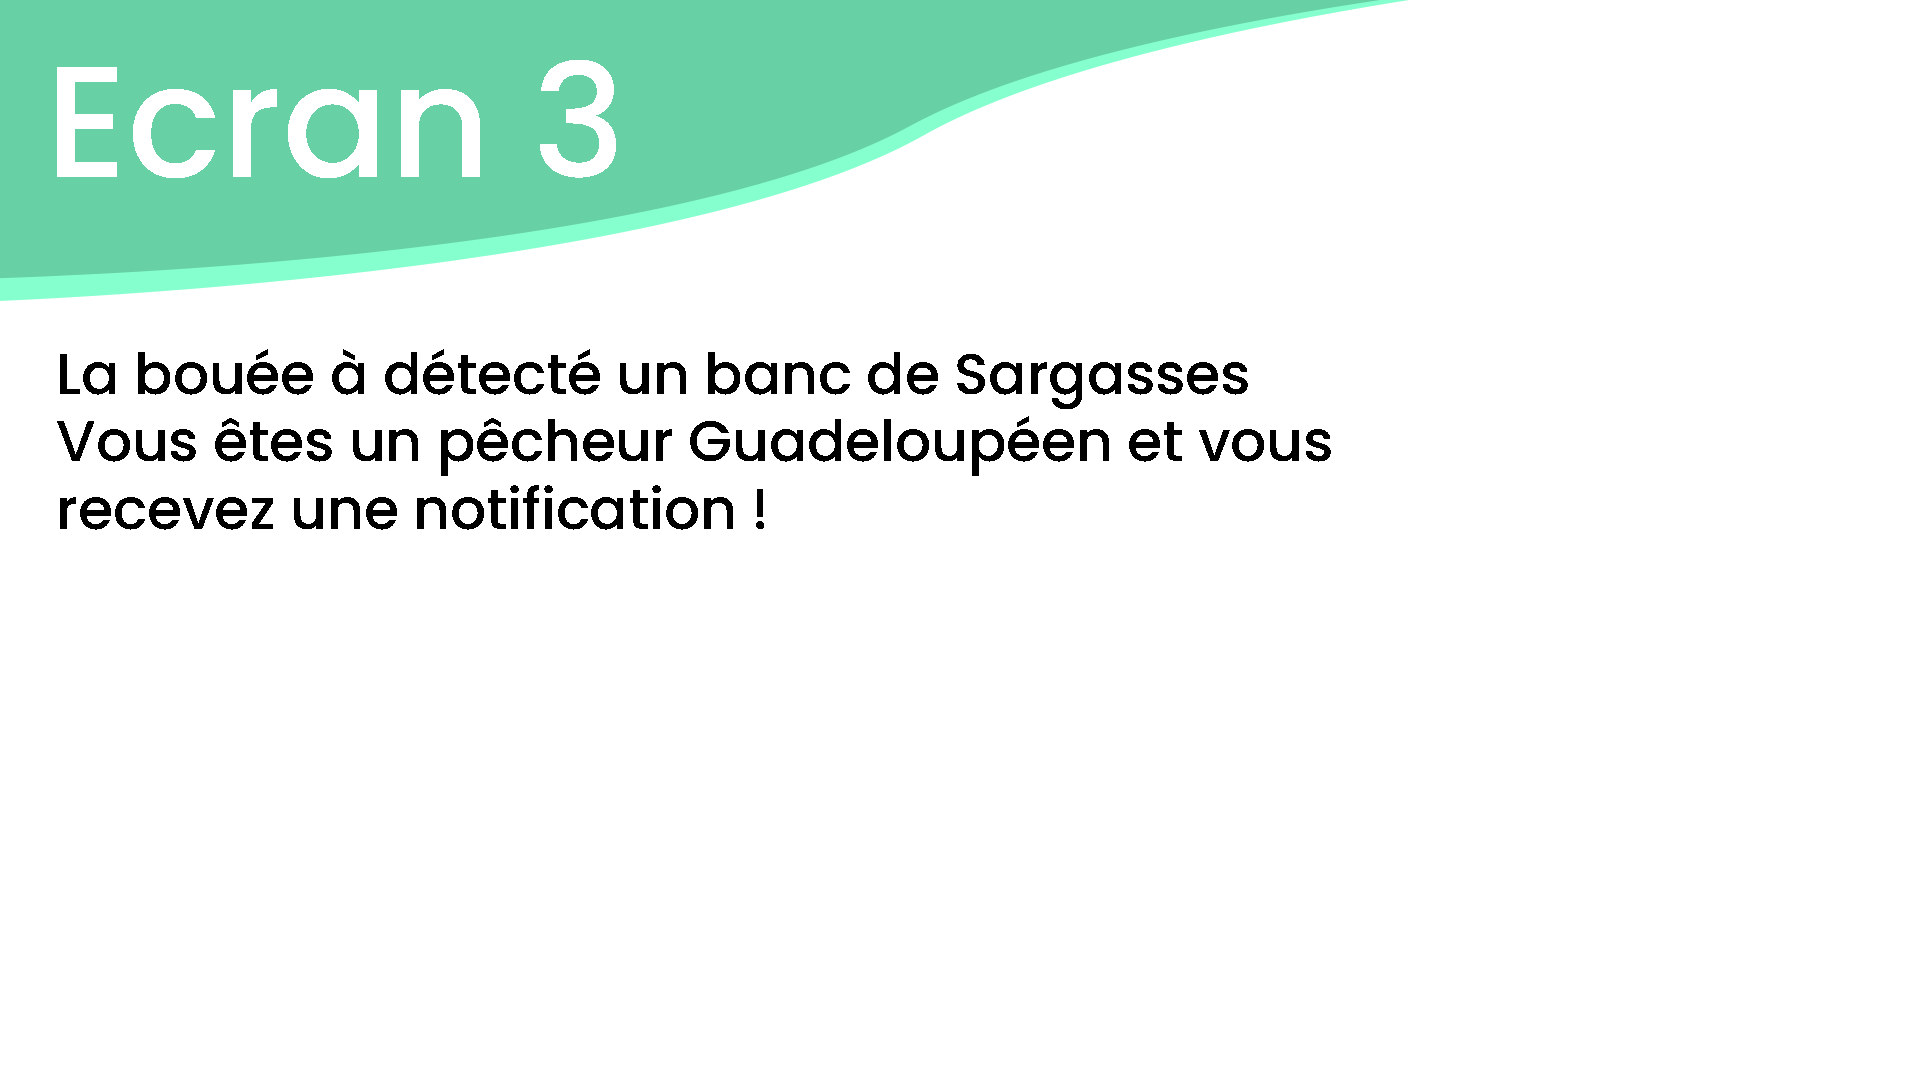 Ecran 3
La bouée à détecté un banc de Sargasses
Vous êtes un pêcheur Guadeloupéen et vous
recevez une notification !